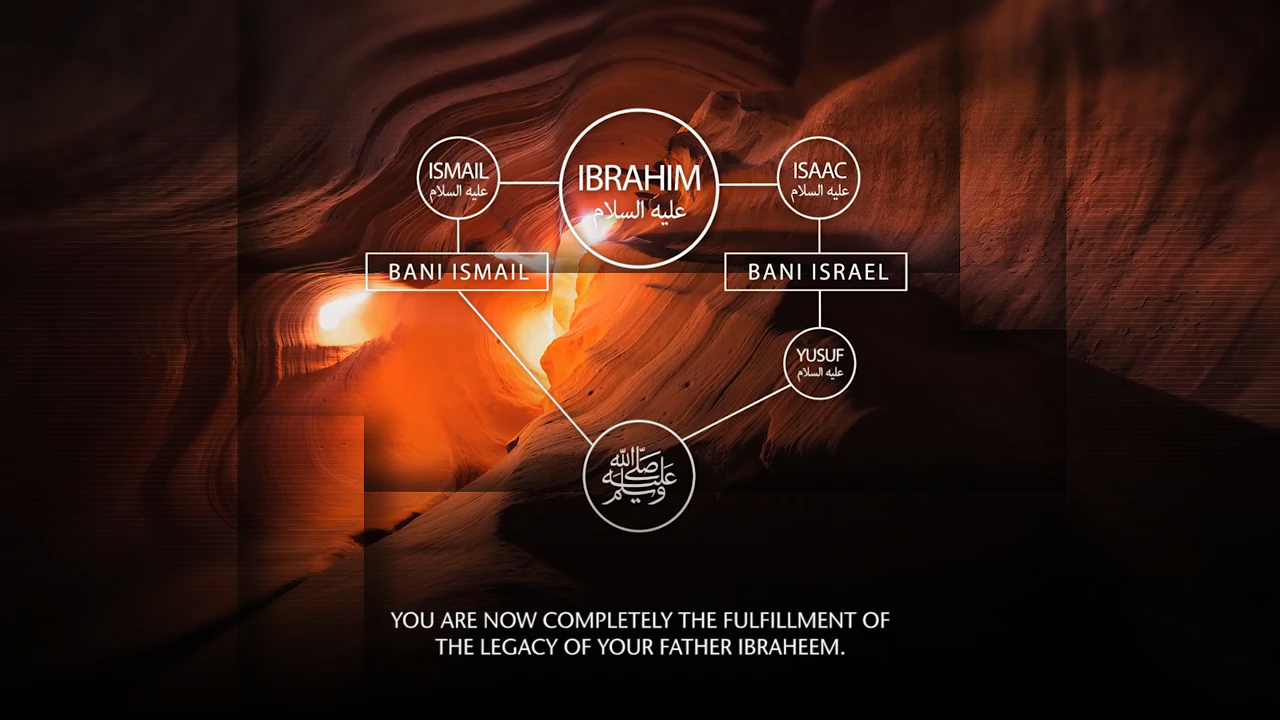 ISMAIL
عليه السلام
IBRAHIM
عليه السلام
ISAAC
عليه السلام
BANI ISMAIL
BANI ISRAEL
YUSUF
عليه السلام
صلى الله عليه وسلم
YOU ARE NOW COMPLETELY THE FULFILLMENT OF
THE LEGACY OF YOUR FATHER IBRAHEEM.